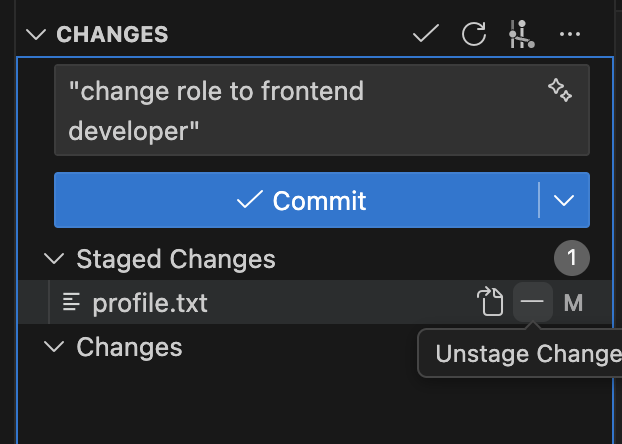 CHANGES
"change role to frontend
developer"
Commit
Staged Changes
1
profile.txt
M
Changes
Unstage Change